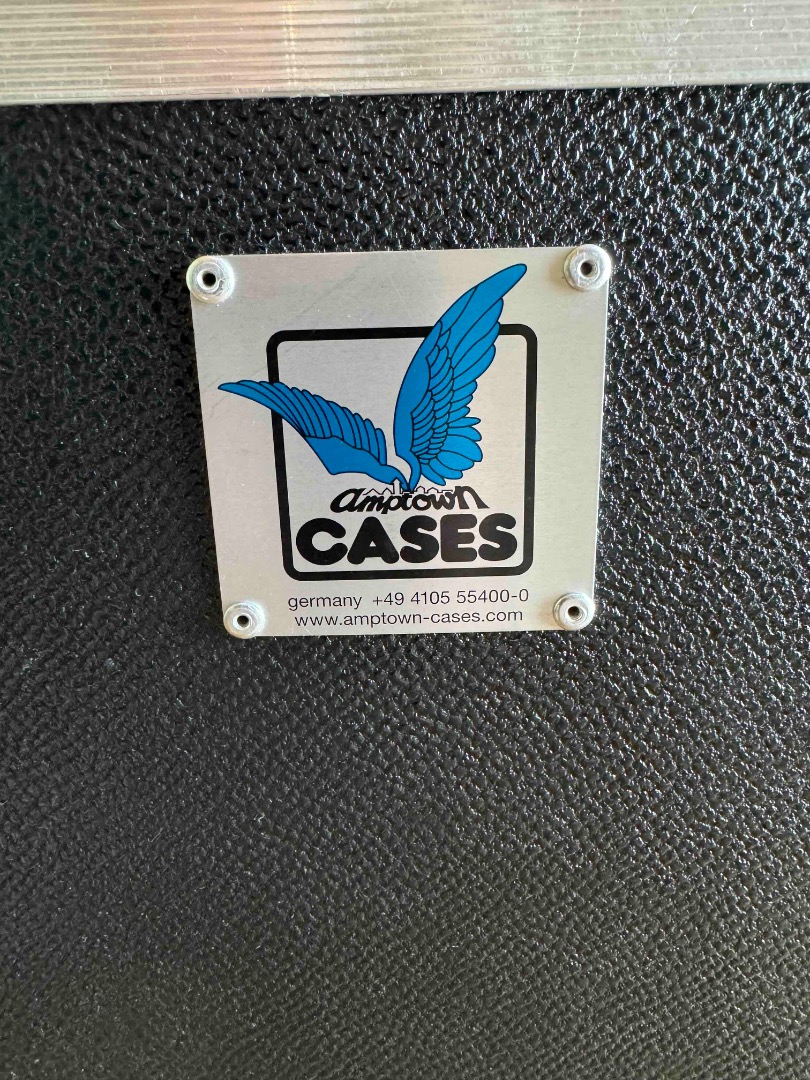 amptown
CASES
germany +49 4105 55400-0
www.amptown-cases.com